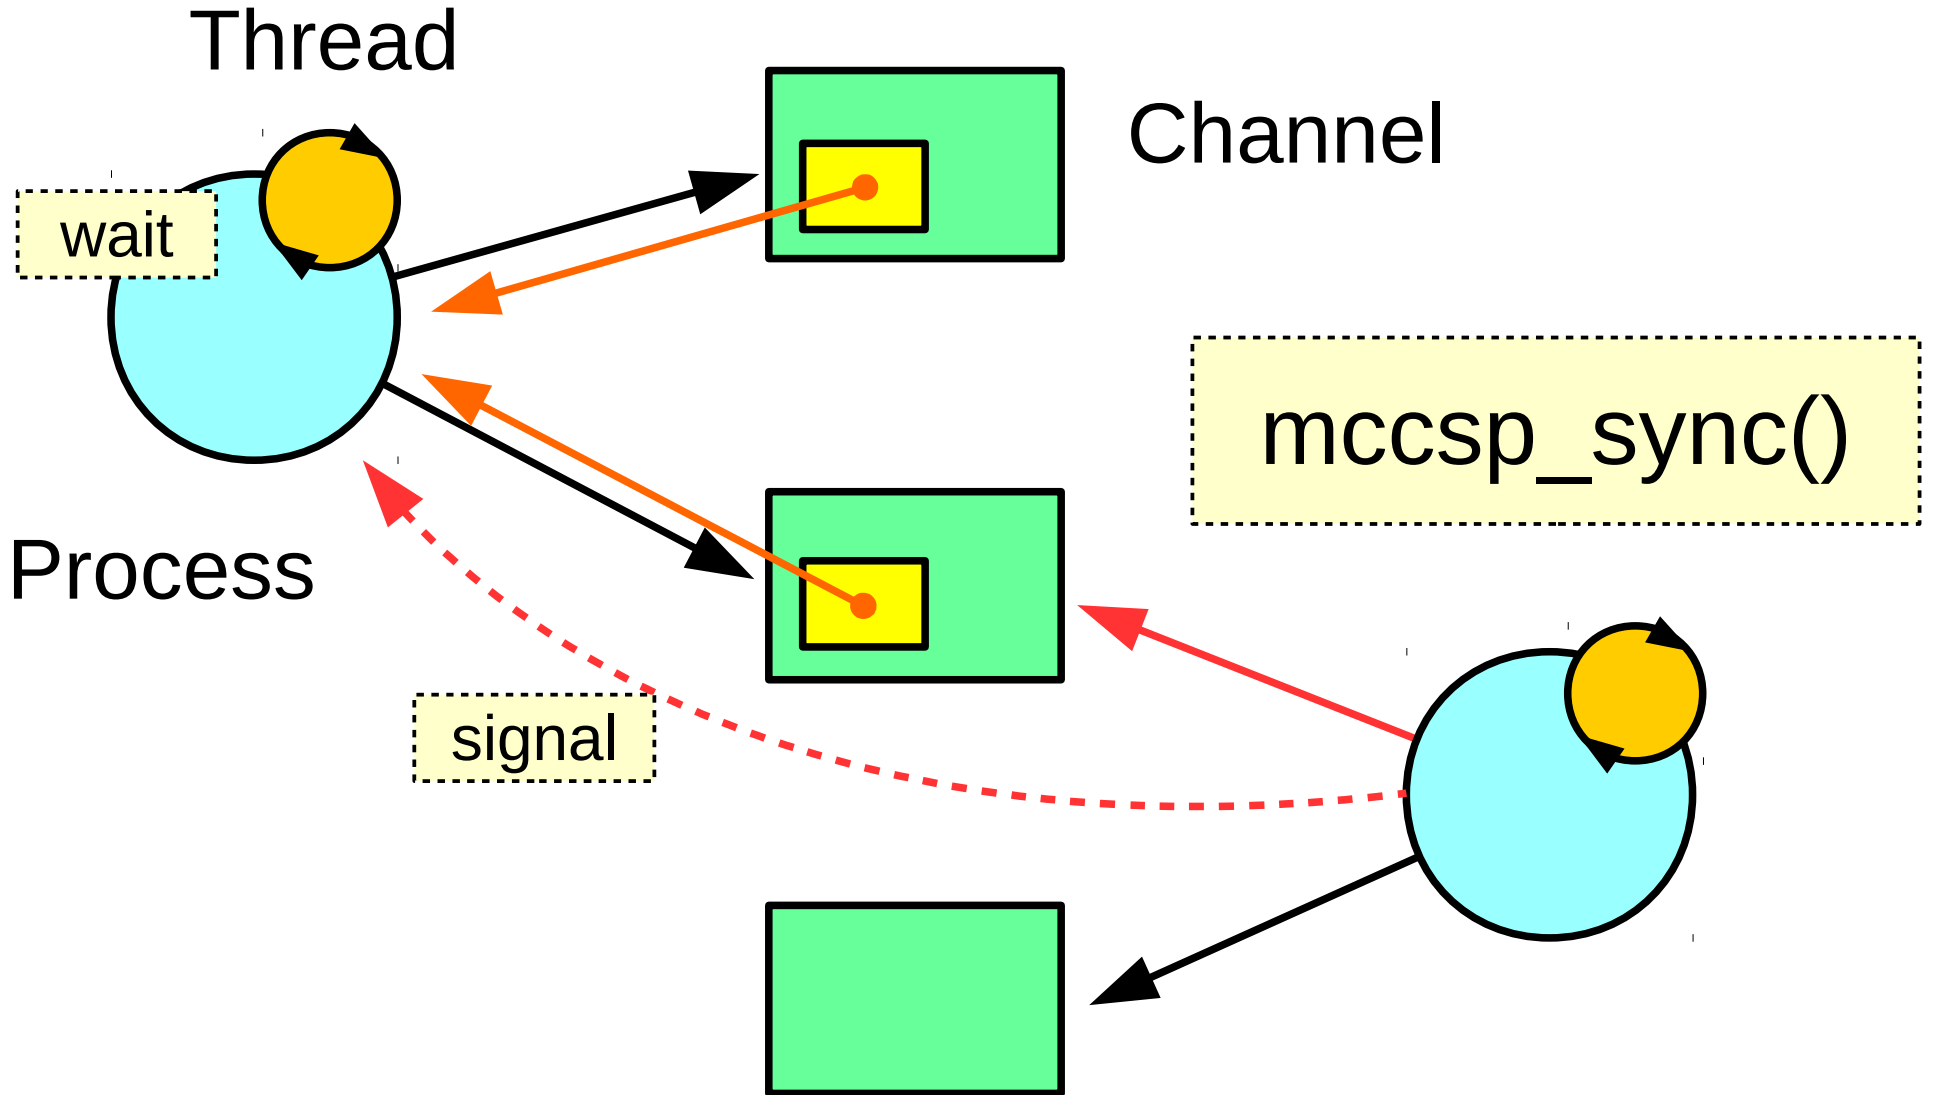 Thread
Channel
wait
mccsp_sync()
Process
signal